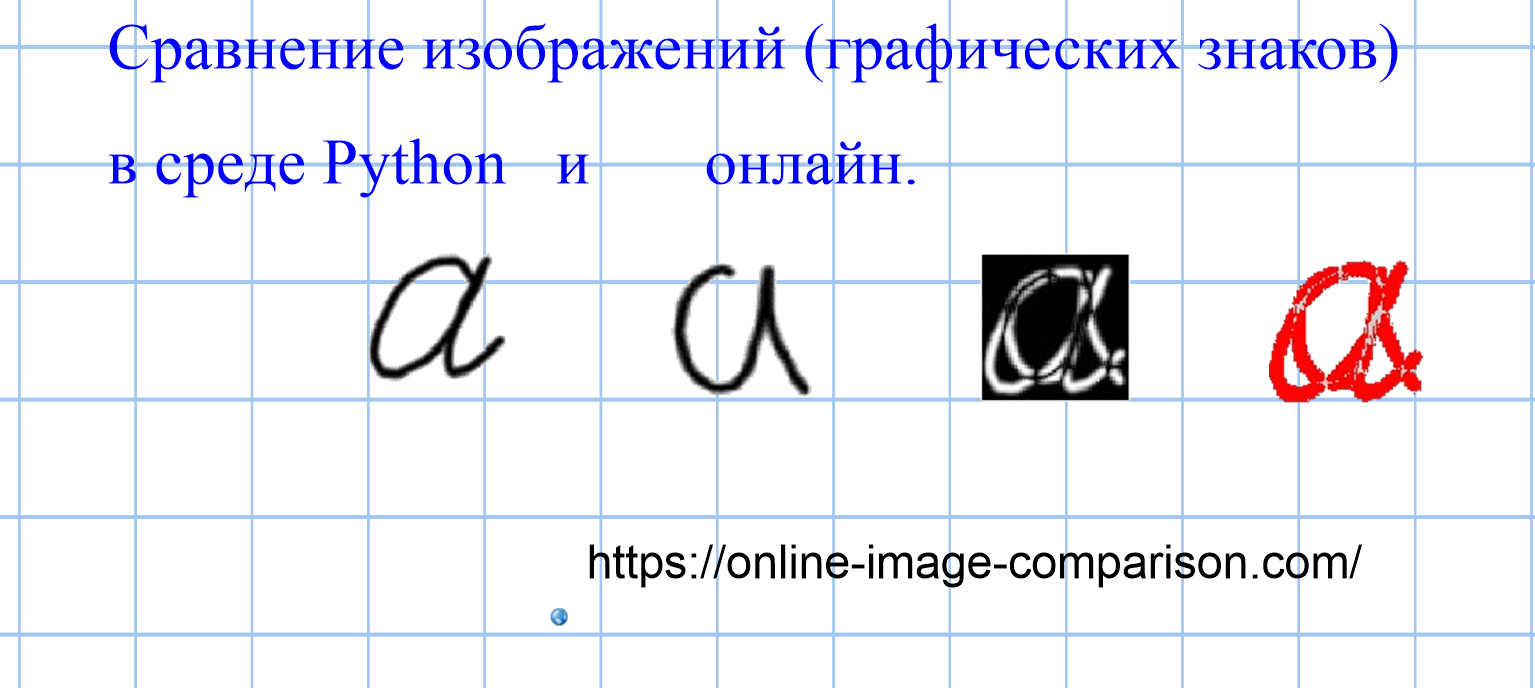 Сравнение изображений (графических знаков)
в среде Python и онлайн.
а а а а
https://online-image-comparison.com/